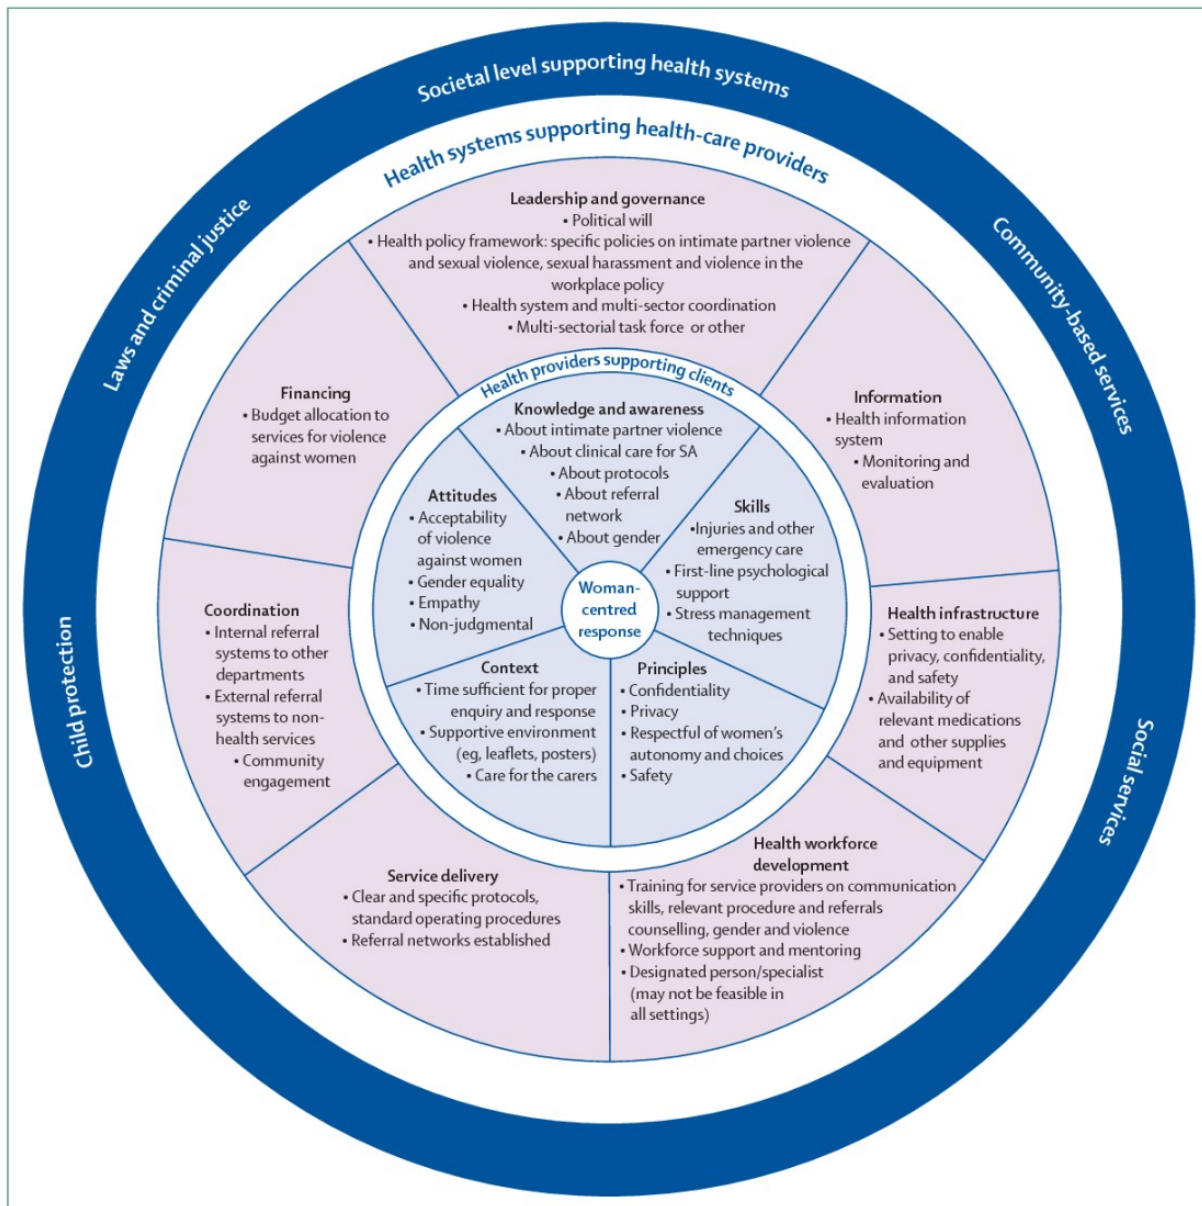 Societal level supporting health systems
Laws and criminal justice
Community-based services
Child protection
Social services
Health systems supporting health-care providers
Leadership and governance
• Political will
• Health policy framework: specific policies on intimate partner violence
and sexual violence, sexual harassment and violence in the
workplace policy
• Health system and multi-sector coordination
• Multi-sectorial task force or other
Financing
• Budget allocation to
services for violence
against women
Information
• Health information
system
• Monitoring and
evaluation
Coordination
• Internal referral
systems to other
departments
• External referral
systems to non-
health services
• Community
engagement
Health infrastructure
• Setting to enable
privacy, confidentiality,
and safety
• Availability of
relevant medications
and other supplies
and equipment
Service delivery
• Clear and specific protocols,
standard operating procedures
• Referral networks established
Health workforce
development
• Training for service providers on communication
skills, relevant procedure and referrals
counselling, gender and violence
• Workforce support and mentoring
• Designated person/specialist
(may not be feasible in
all settings)
Health providers supporting clients
Knowledge and awareness
• About intimate partner violence
• About clinical care for SA
• About protocols
• About referral
network
• About gender
Attitudes
• Acceptability
of violence
against women
• Gender equality
• Empathy
• Non-judgmental
Skills
• Injuries and other
emergency care
• First-line psychological
support
• Stress management
techniques
Context
• Time sufficient for proper
enquiry and response
• Supportive environment
(eg, leaflets, posters)
• Care for the carers
Principles
• Confidentiality
• Privacy
• Respectful of women's
autonomy and choices
• Safety
Woman-
centred
response